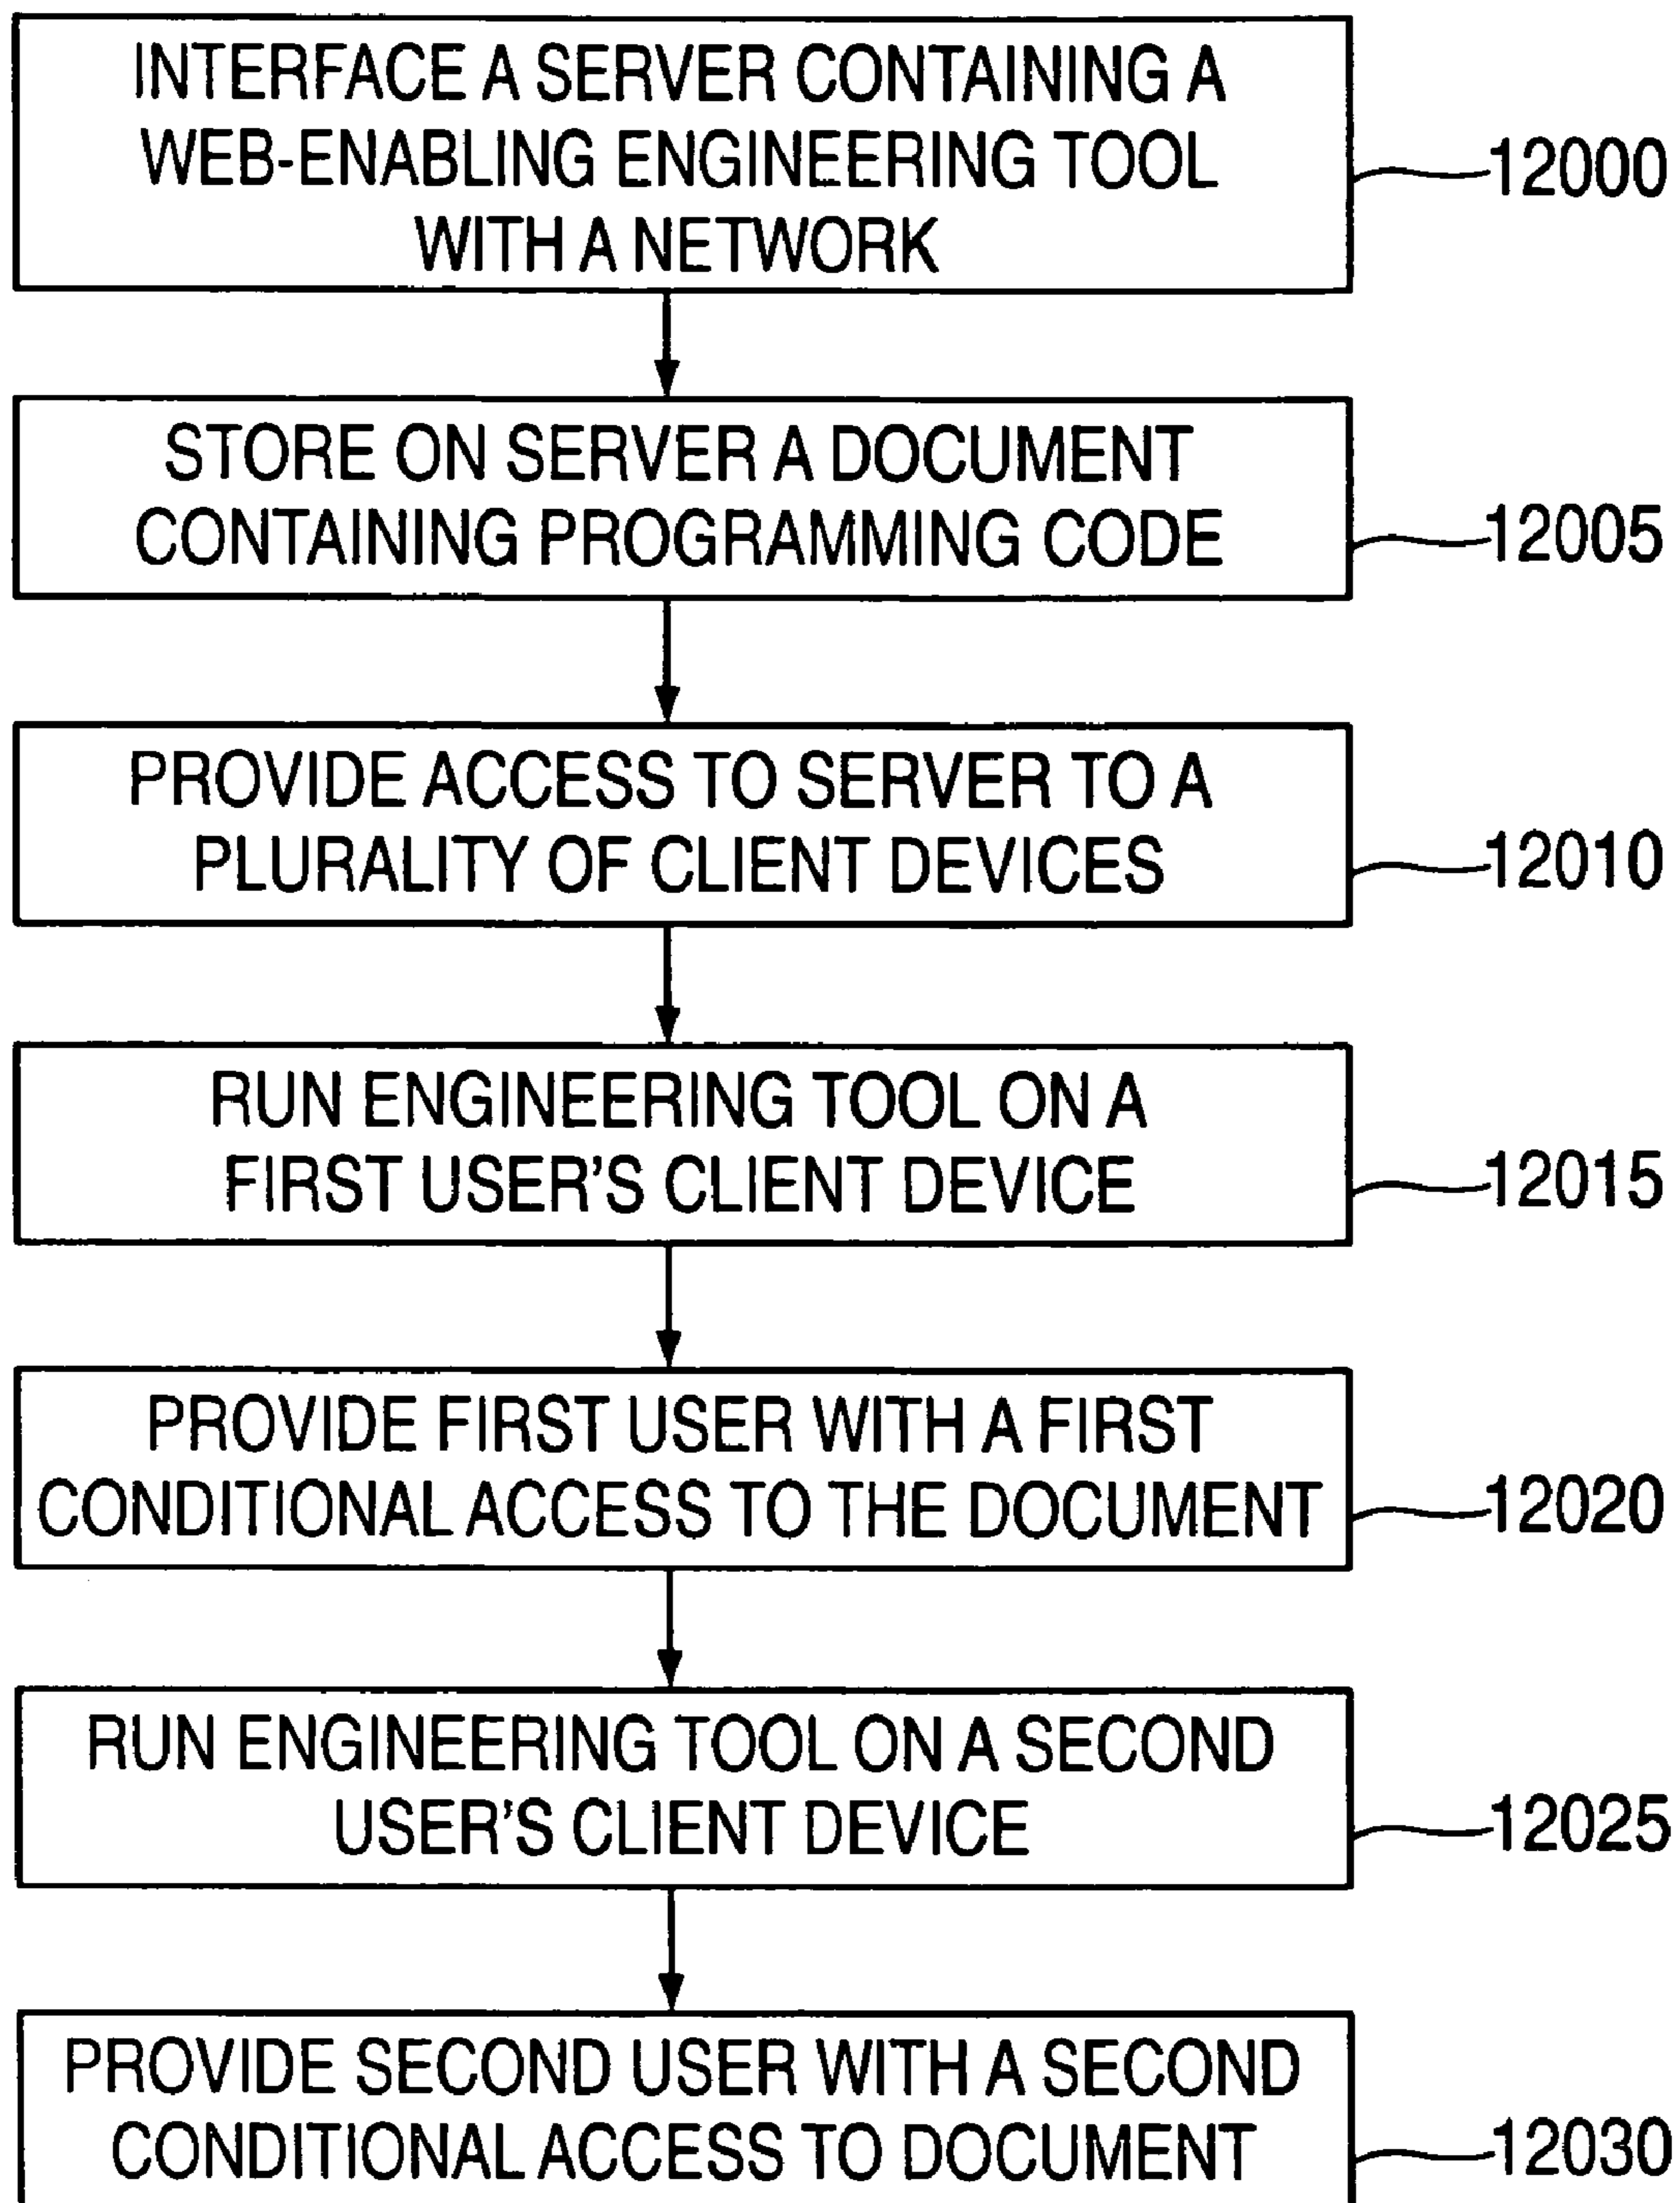 INTERFACE A SERVER CONTAINING A
WEB-ENABLING ENGINEERING TOOL
WITH A NETWORK
12000
STORE ON SERVER A DOCUMENT
CONTAINING PROGRAMMING CODE
12005
PROVIDE ACCESS TO SERVER TO A
PLURALITY OF CLIENT DEVICES
12010
RUN ENGINEERING TOOL ON A
FIRST USER'S CLIENT DEVICE
12015
PROVIDE FIRST USER WITH A FIRST
CONDITIONAL ACCESS TO THE DOCUMENT
12020
RUN ENGINEERING TOOL ON A SECOND
USER'S CLIENT DEVICE
12025
PROVIDE SECOND USER WITH A SECOND
CONDITIONAL ACCESS TO DOCUMENT
12030